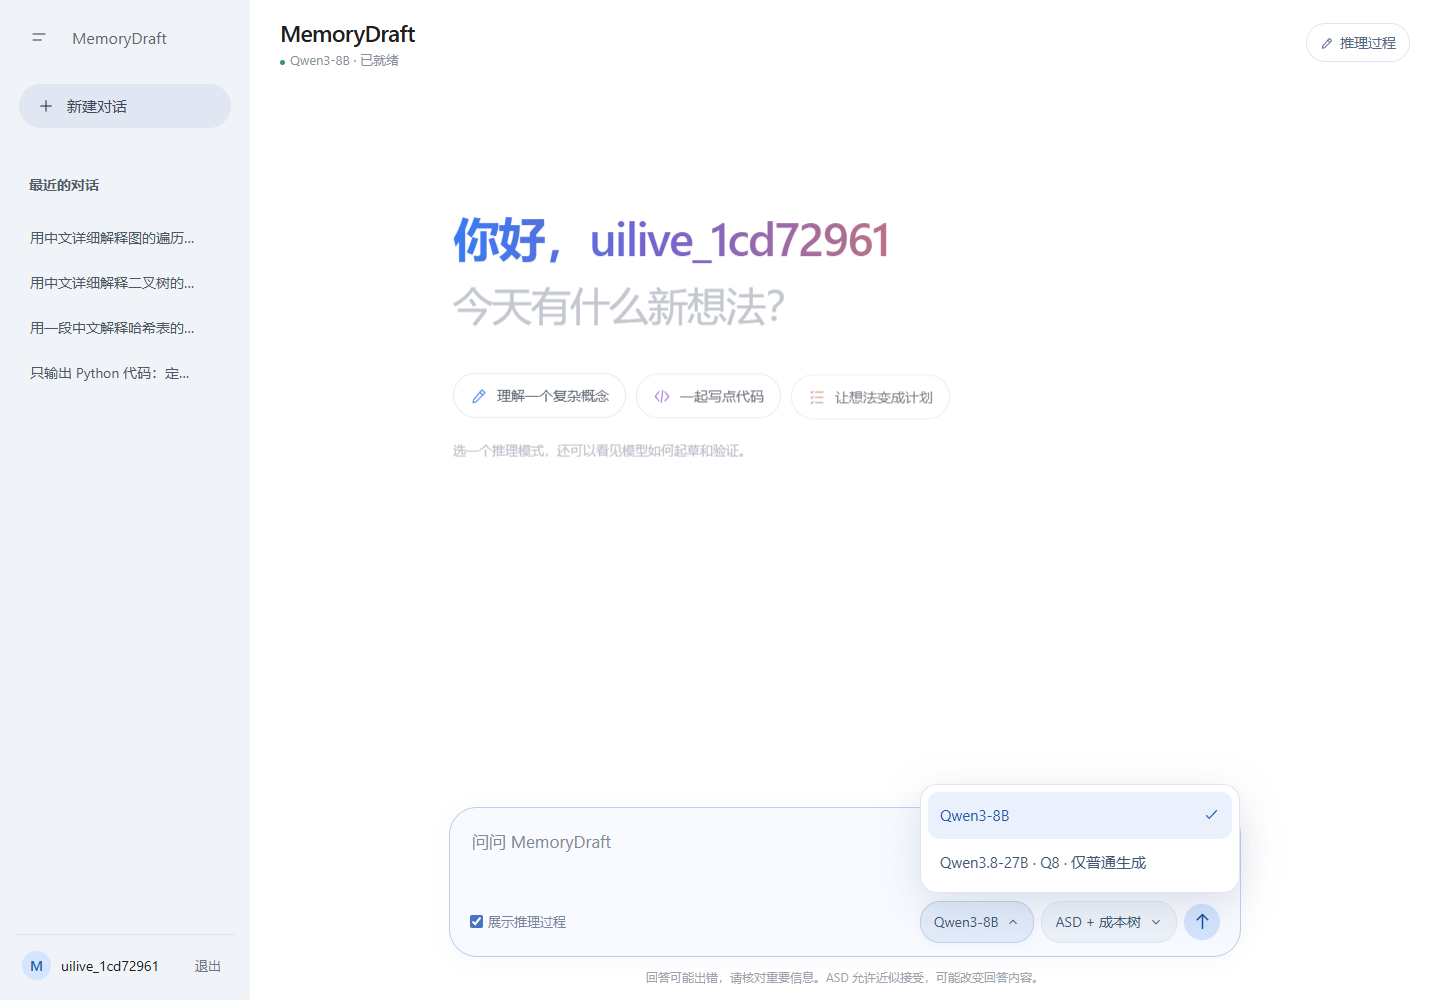 MemoryDraft
新建对话
最近的对话
用中文详细解释图的遍历...
用中文详细解释二叉树的...
用一段中文解释哈希表的...
只输出 Python 代码：定...
M uilive_1cd72961 退出
MemoryDraft
Qwen3-8B · 已就绪
推理过程
你好，uilive_1cd72961
今天有什么新想法？
理解一个复杂概念 一起写点代码 让想法变成计划
选一个推理模式，还可以看见模型如何起草和验证。
Qwen3-8B
Qwen3.8-27B · Q8 · 仅普通生成
问问 MemoryDraft
展示推理过程 Qwen3-8B ASD + 成本树
回答可能出错，请核对重要信息。ASD 允许近似接受，可能改变回答内容。